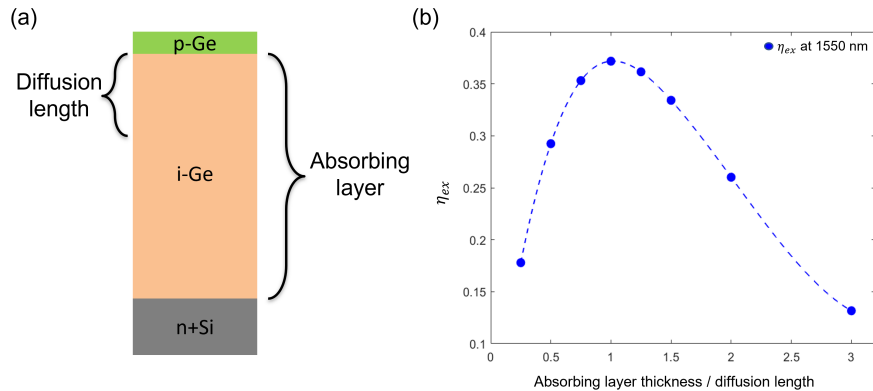 (a)
p-Ge
Diffusion
length
i-Ge
Absorbing
layer
n+Si
(b)
0.4
0.35
0.3
0.25
0.2
0.15
0.1
η_ex
η_ex at 1550 nm
0 0.5 1 1.5 2 2.5 3
Absorbing layer thickness / diffusion length